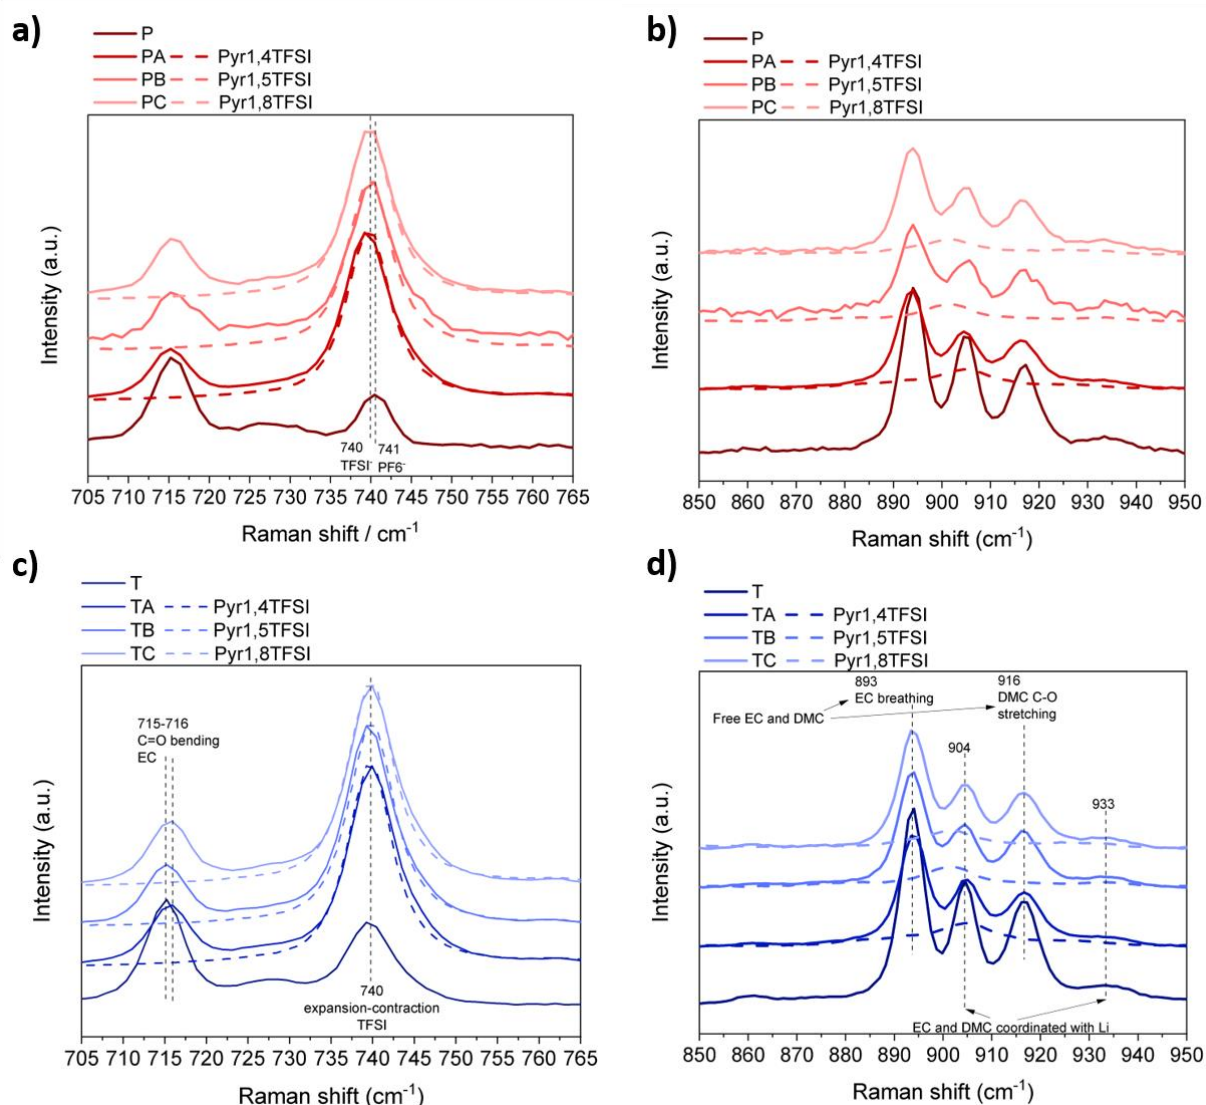 a)
P
PA Pyr1,4TFSI
PB Pyr1,5TFSI
PC Pyr1,8TFSI
Intensity (a.u.)
740
TFSI-
741
PF6-
705 710 715 720 725 730 735 740 745 750 755 760 765
Raman shift / cm-1
b)
P
PA Pyr1,4TFSI
PB Pyr1,5TFSI
PC Pyr1,8TFSI
Intensity (a.u.)
850 860 870 880 890 900 910 920 930 940 950
Raman shift (cm-1)
c)
T
TA Pyr1,4TFSI
TB Pyr1,5TFSI
TC Pyr1,8TFSI
Intensity (a.u.)
715-716
C=O bending
EC
740
expansion-contraction
TFSI
705 710 715 720 725 730 735 740 745 750 755 760 765
Raman shift (cm-1)
d)
T
TA Pyr1,4TFSI
TB Pyr1,5TFSI
TC Pyr1,8TFSI
Intensity (a.u.)
893
EC breathing
916
DMC C-O
stretching
Free EC and DMC
904
933
EC and DMC coordinated with Li
850 860 870 880 890 900 910 920 930 940 950
Raman shift (cm-1)